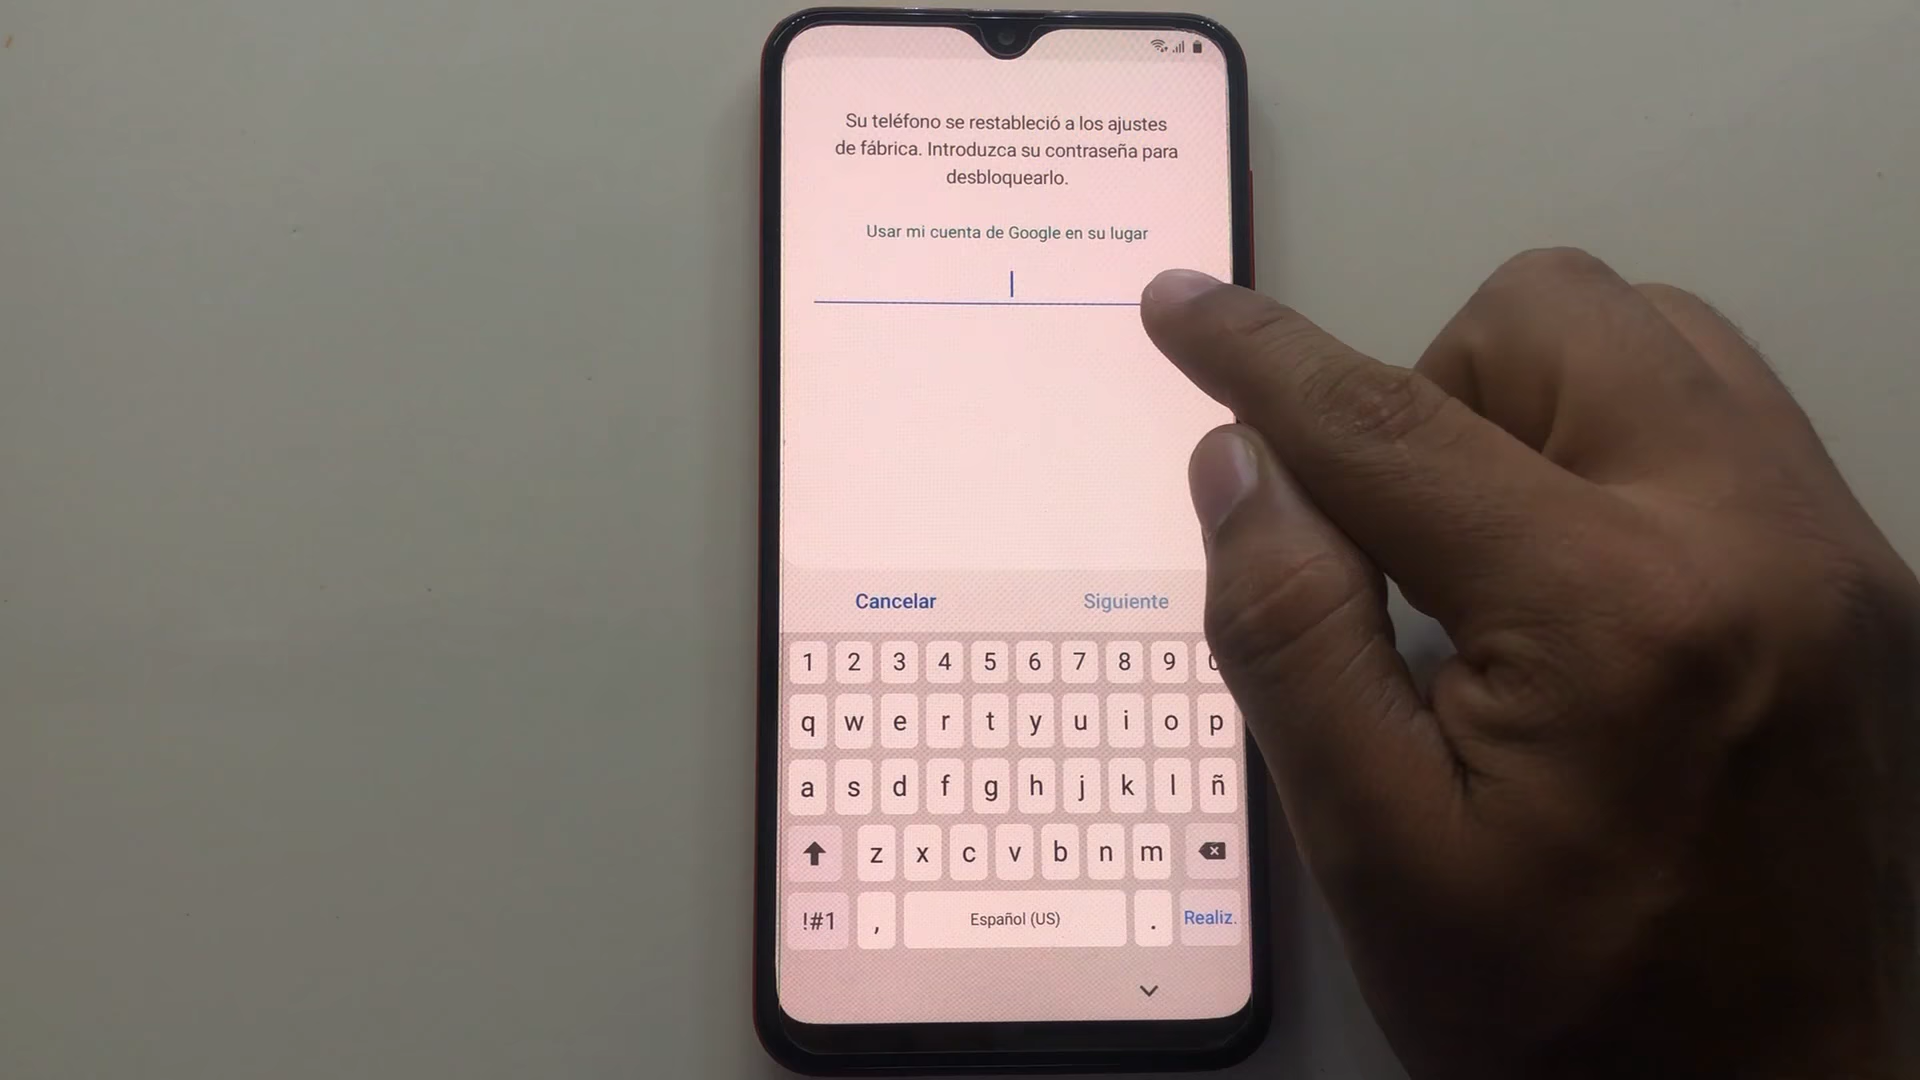 Su teléfono se restableció a los ajustes
de fábrica. Introduzca su contraseña para
desbloquearlo.
Usar mi cuenta de Google en su lugar
Cancelar Siguiente
1 2 3 4 5 6 7 8 9
q w e r t y u i o p
a s d f g h j k l ñ
z x c v b n m
!#1 , Español (US) . Realiz.